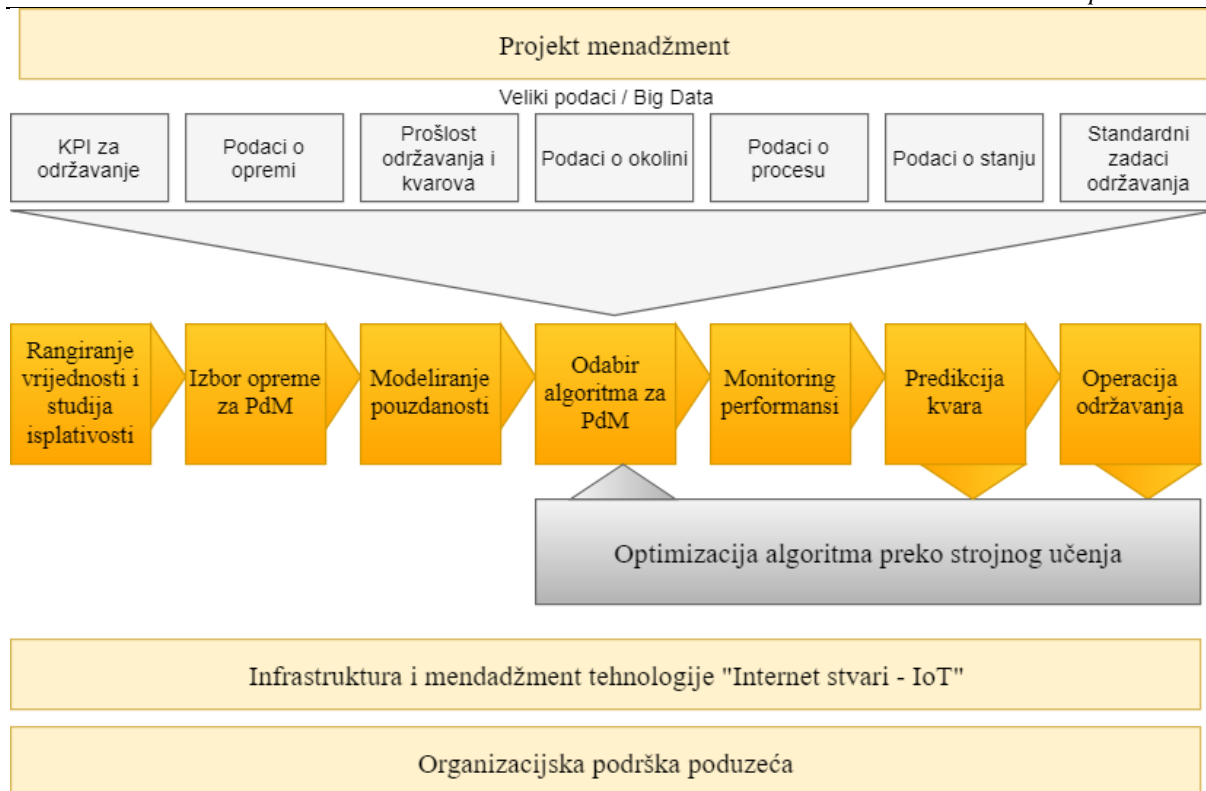 Projekt menadžment
Veliki podaci / Big Data
KPI za
održavanje
Podaci o
opremi
Prošlost
održavanja i
kvarova
Podaci o okolini
Podaci o
procesu
Podaci o stanju
Standardni
zadaci
održavanja
Rangiranje
vrijednosti i
studija
isplativosti
Izbor opreme
za PdM
Modeliranje
pouzdanosti
Odabir
algoritma za
PdM
Monitoring
performansi
Predikcija
kvara
Operacija
održavanja
Optimizacija algoritma preko strojnog učenja
Infrastruktura i mendadžment tehnologije "Internet stvari - IoT"
Organizacijska podrška poduzeća